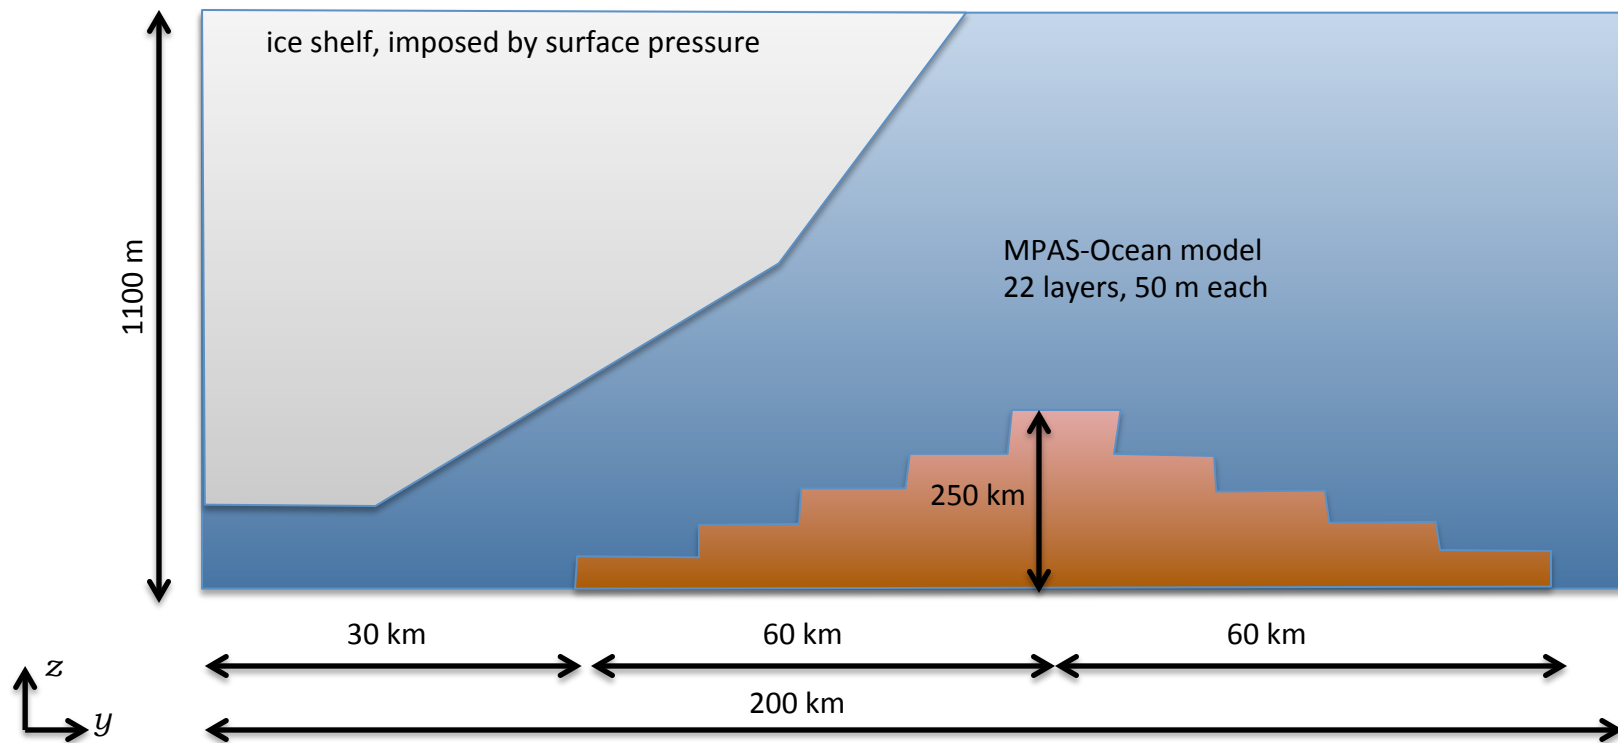 ice shelf, imposed by surface pressure
1100 m
MPAS-Ocean model
22 layers, 50 m each
250 km
30 km
60 km
60 km
200 km
z
y